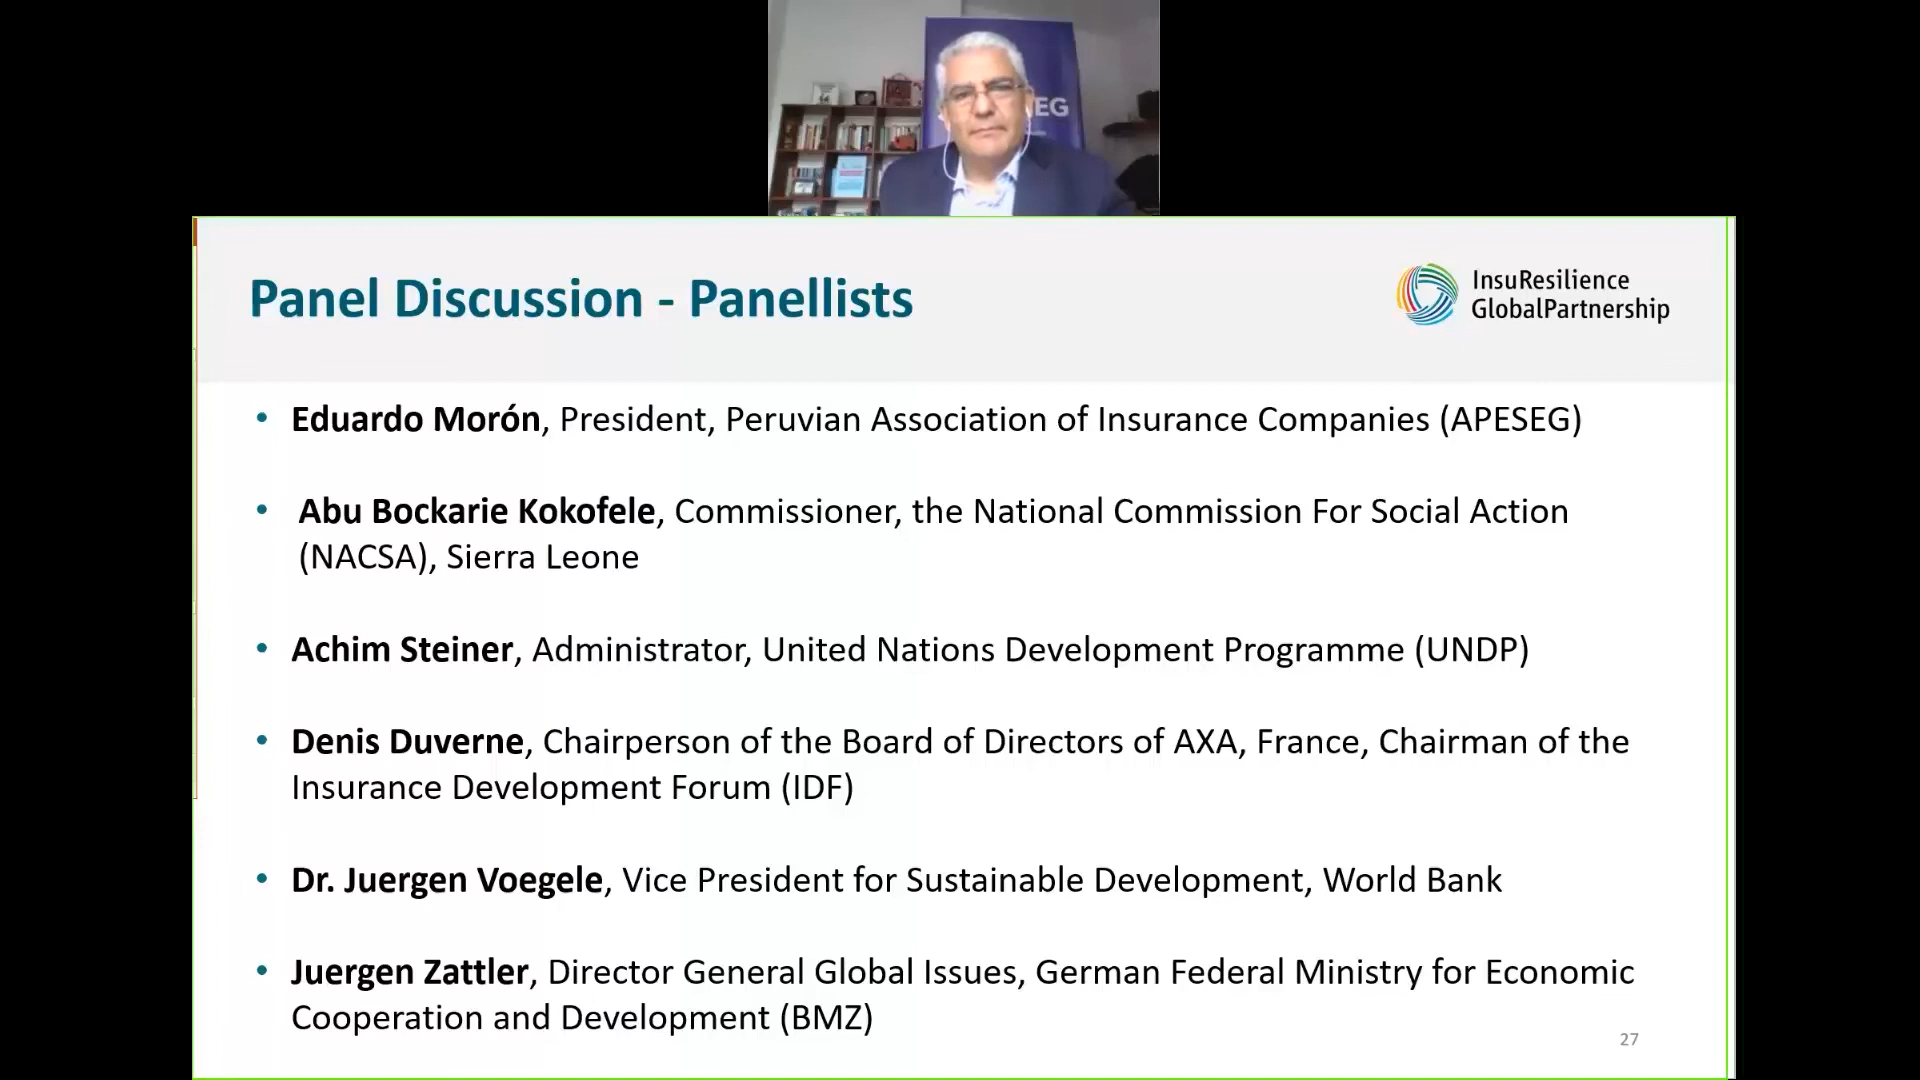 EG
Panel Discussion - Panellists
InsuResilience
GlobalPartnership
• Eduardo Morón, President, Peruvian Association of Insurance Companies (APESEG)
• Abu Bockarie Kokofele, Commissioner, the National Commission For Social Action
(NACSA), Sierra Leone
• Achim Steiner, Administrator, United Nations Development Programme (UNDP)
• Denis Duverne, Chairperson of the Board of Directors of AXA, France, Chairman of the
Insurance Development Forum (IDF)
• Dr. Juergen Voegele, Vice President for Sustainable Development, World Bank
• Juergen Zattler, Director General Global Issues, German Federal Ministry for Economic
Cooperation and Development (BMZ)
27